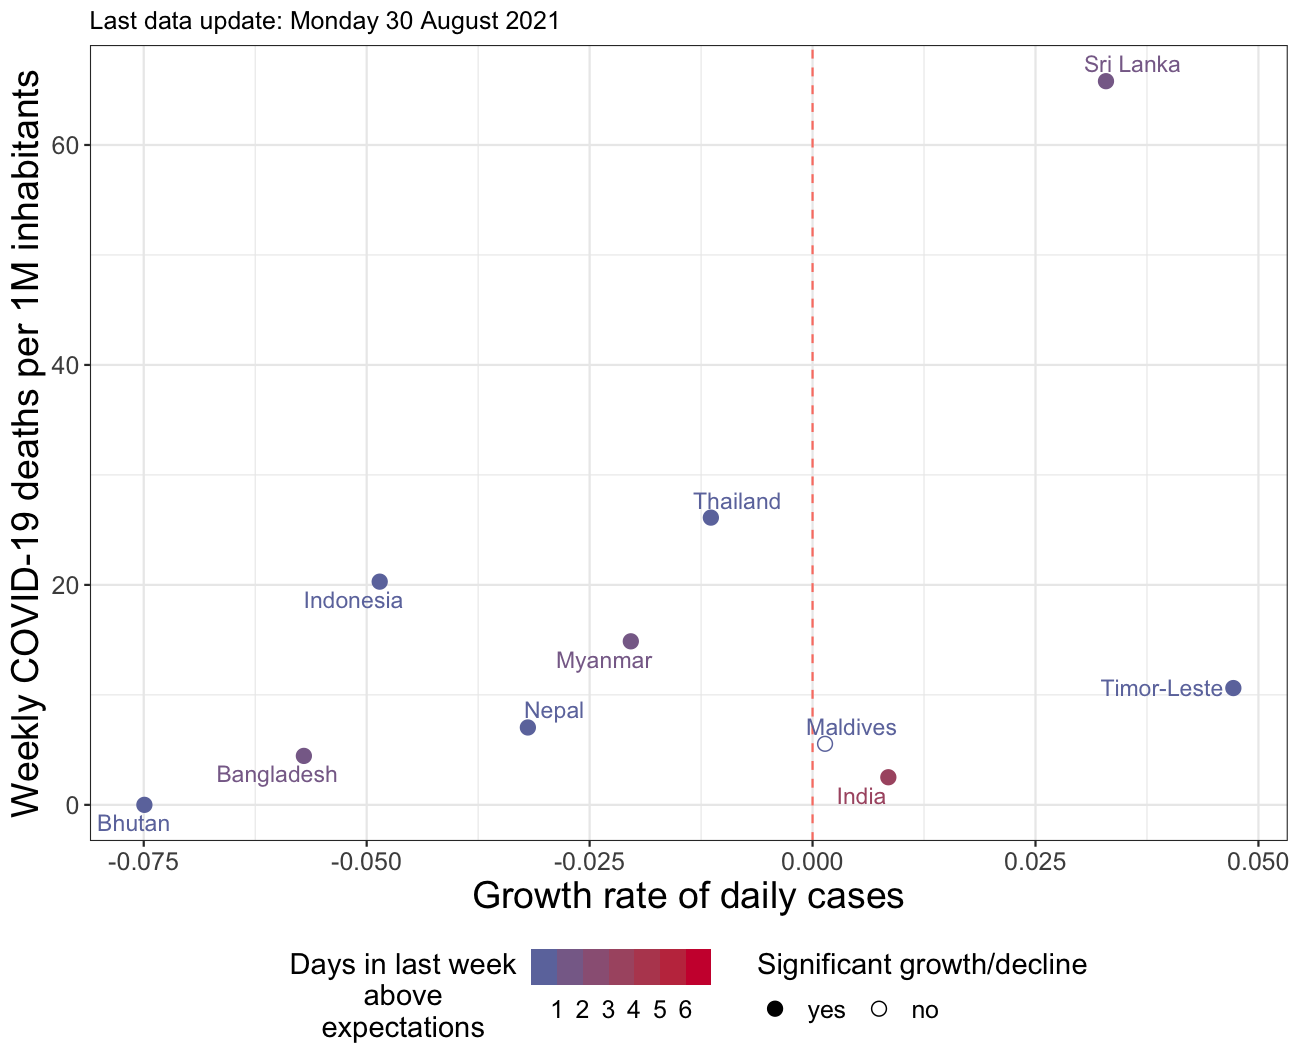 Last data update: Monday 30 August 2021
Weekly COVID-19 deaths per 1M inhabitants
60
40
20
0
Sri Lanka
Thailand
Indonesia
Myanmar
Timor-Leste
Nepal
Maldives
Bangladesh
India
Bhutan
-0.075 -0.050 -0.025 0.000 0.025 0.050
Growth rate of daily cases
Days in last week
above
expectations
1 2 3 4 5 6
Significant growth/decline
yes no